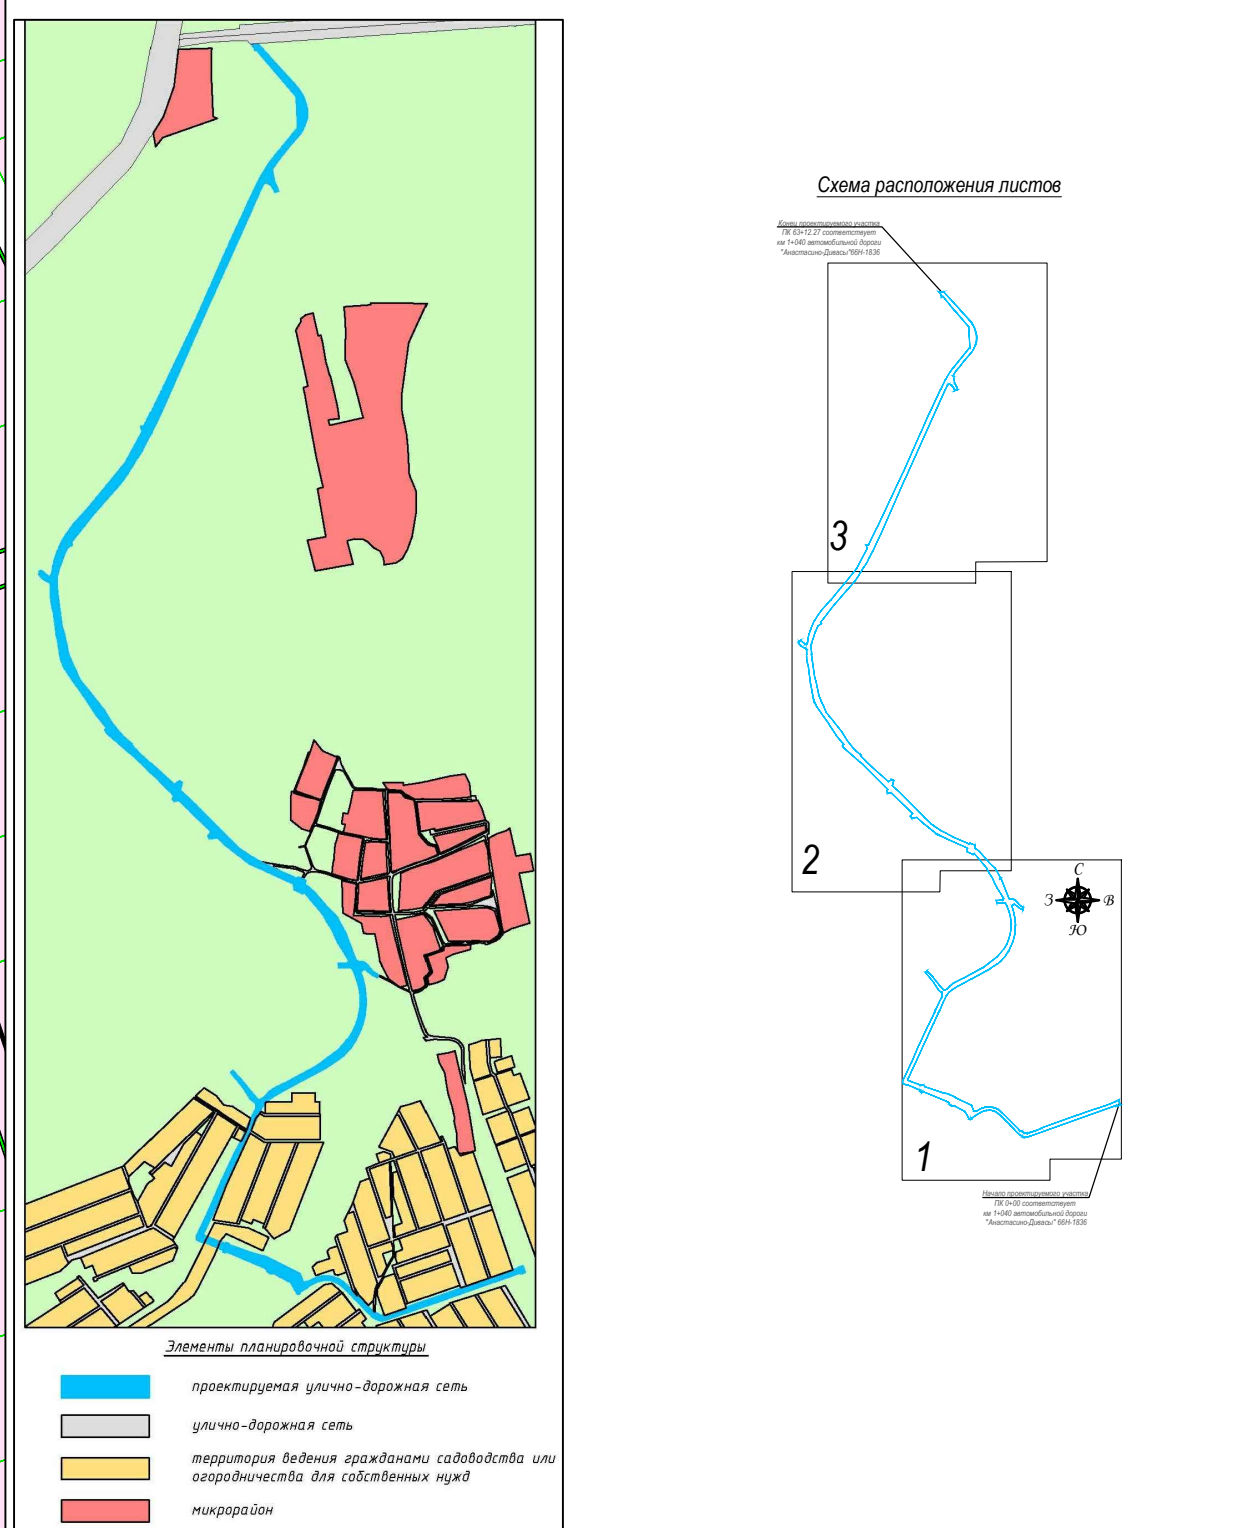 Схема расположения листов
Конец проектируемого участка
ПК 63+12.27 соответствует
км 1+040 автомобильной дороги
"Анастасино-Дивасы"66Н-1836
3
2
С
З
В
Ю
1
Начало проектируемого участка
ПК 0+00 соответствует
км 1+040 автомобильной дороги
"Анастасино-Дивасы" 66Н-1836
Элементы планировочной структуры
проектируемая улично-дорожная сеть
улично-дорожная сеть
территория ведения гражданами садоводства или
огородничества для собственных нужд
микрорайон